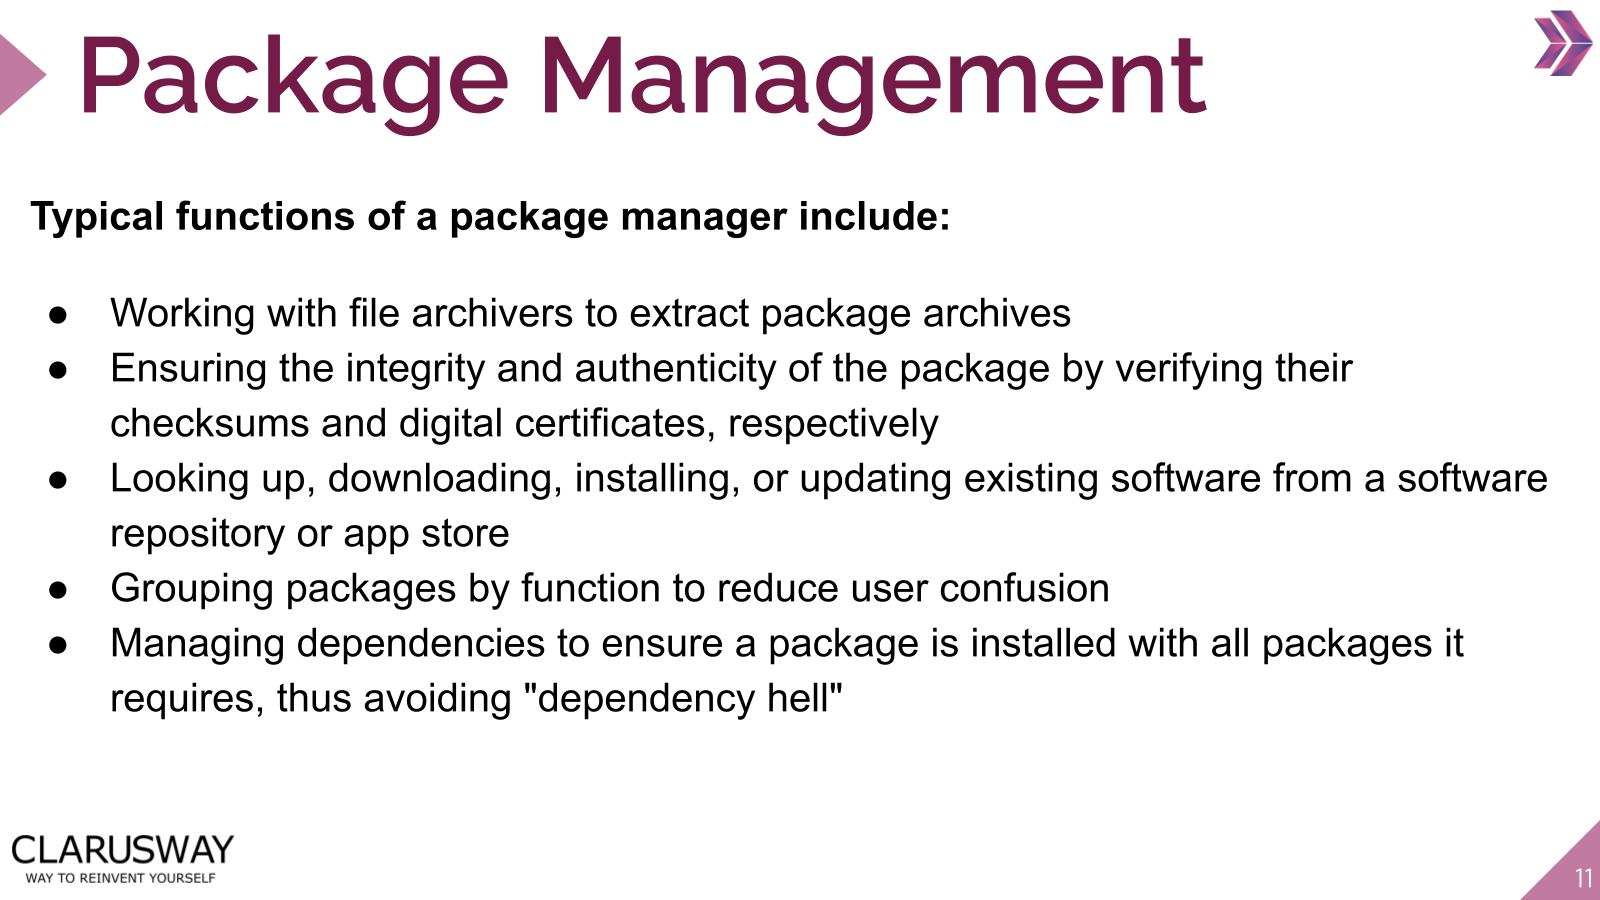 Package Management
Typical functions of a package manager include:
● Working with file archivers to extract package archives
● Ensuring the integrity and authenticity of the package by verifying their
checksums and digital certificates, respectively
● Looking up, downloading, installing, or updating existing software from a software
repository or app store
● Grouping packages by function to reduce user confusion
● Managing dependencies to ensure a package is installed with all packages it
requires, thus avoiding "dependency hell"
CLARUSWAY
WAY TO REINVENT YOURSELF
11